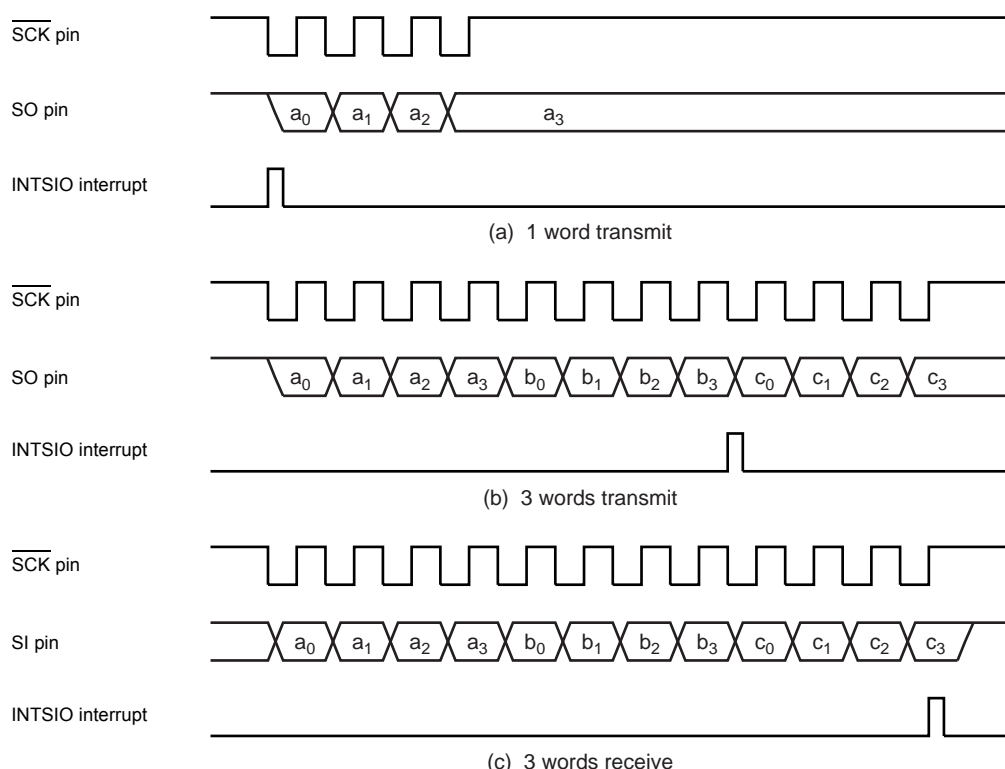 SCK pin
SO pin
a0 a1 a2 a3
INTSIO interrupt
(a) 1 word transmit
SCK pin
SO pin
a0 a1 a2 a3 b0 b1 b2 b3 c0 c1 c2 c3
INTSIO interrupt
(b) 3 words transmit
SCK pin
SI pin
a0 a1 a2 a3 b0 b1 b2 b3 c0 c1 c2 c3
INTSIO interrupt
(c) 3 words receive